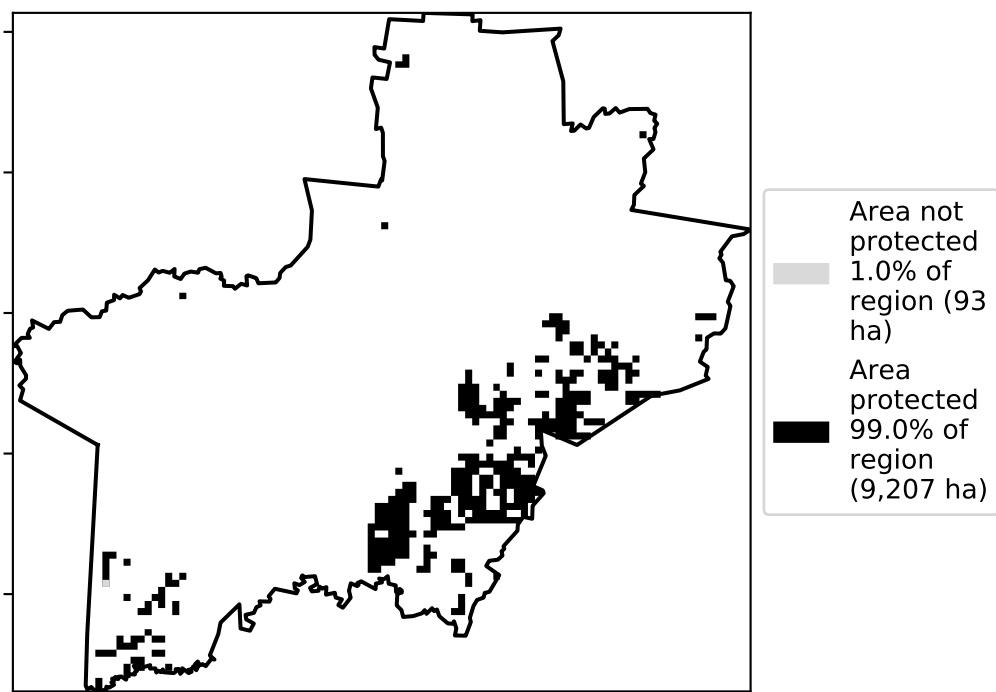 Area not
protected
1.0% of
region (93
ha)
Area
protected
99.0% of
region
(9,207 ha)